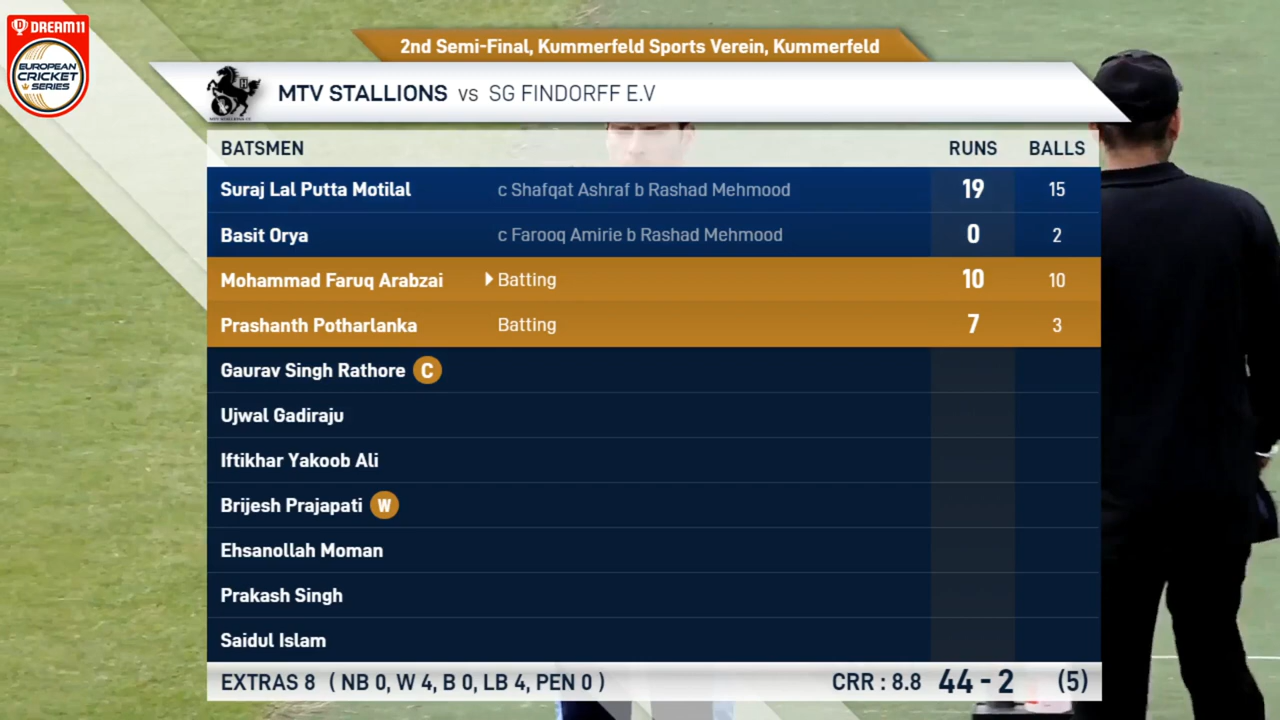 DREAM11
EUROPEAN
CRICKET
SERIES
2nd Semi-Final, Kummerfeld Sports Verein, Kummerfeld
MTV STALLIONS vs SG FINDORFF E.V
BATSMEN RUNS BALLS
Suraj Lal Putta Motilal c Shafqat Ashraf b Rashad Mehmood 19 15
Basit Orya c Farooq Amirie b Rashad Mehmood 0 2
Mohammad Faruq Arabzai Batting 10 10
Prashanth Potharlanka Batting 7 3
Gaurav Singh Rathore C
Ujwal Gadiraju
Iftikhar Yakoob Ali
Brijesh Prajapati W
Ehsanollah Moman
Prakash Singh
Saidul Islam
EXTRAS 8 ( NB 0, W 4, B 0, LB 4, PEN 0 ) CRR : 8.8 44 - 2 (5)